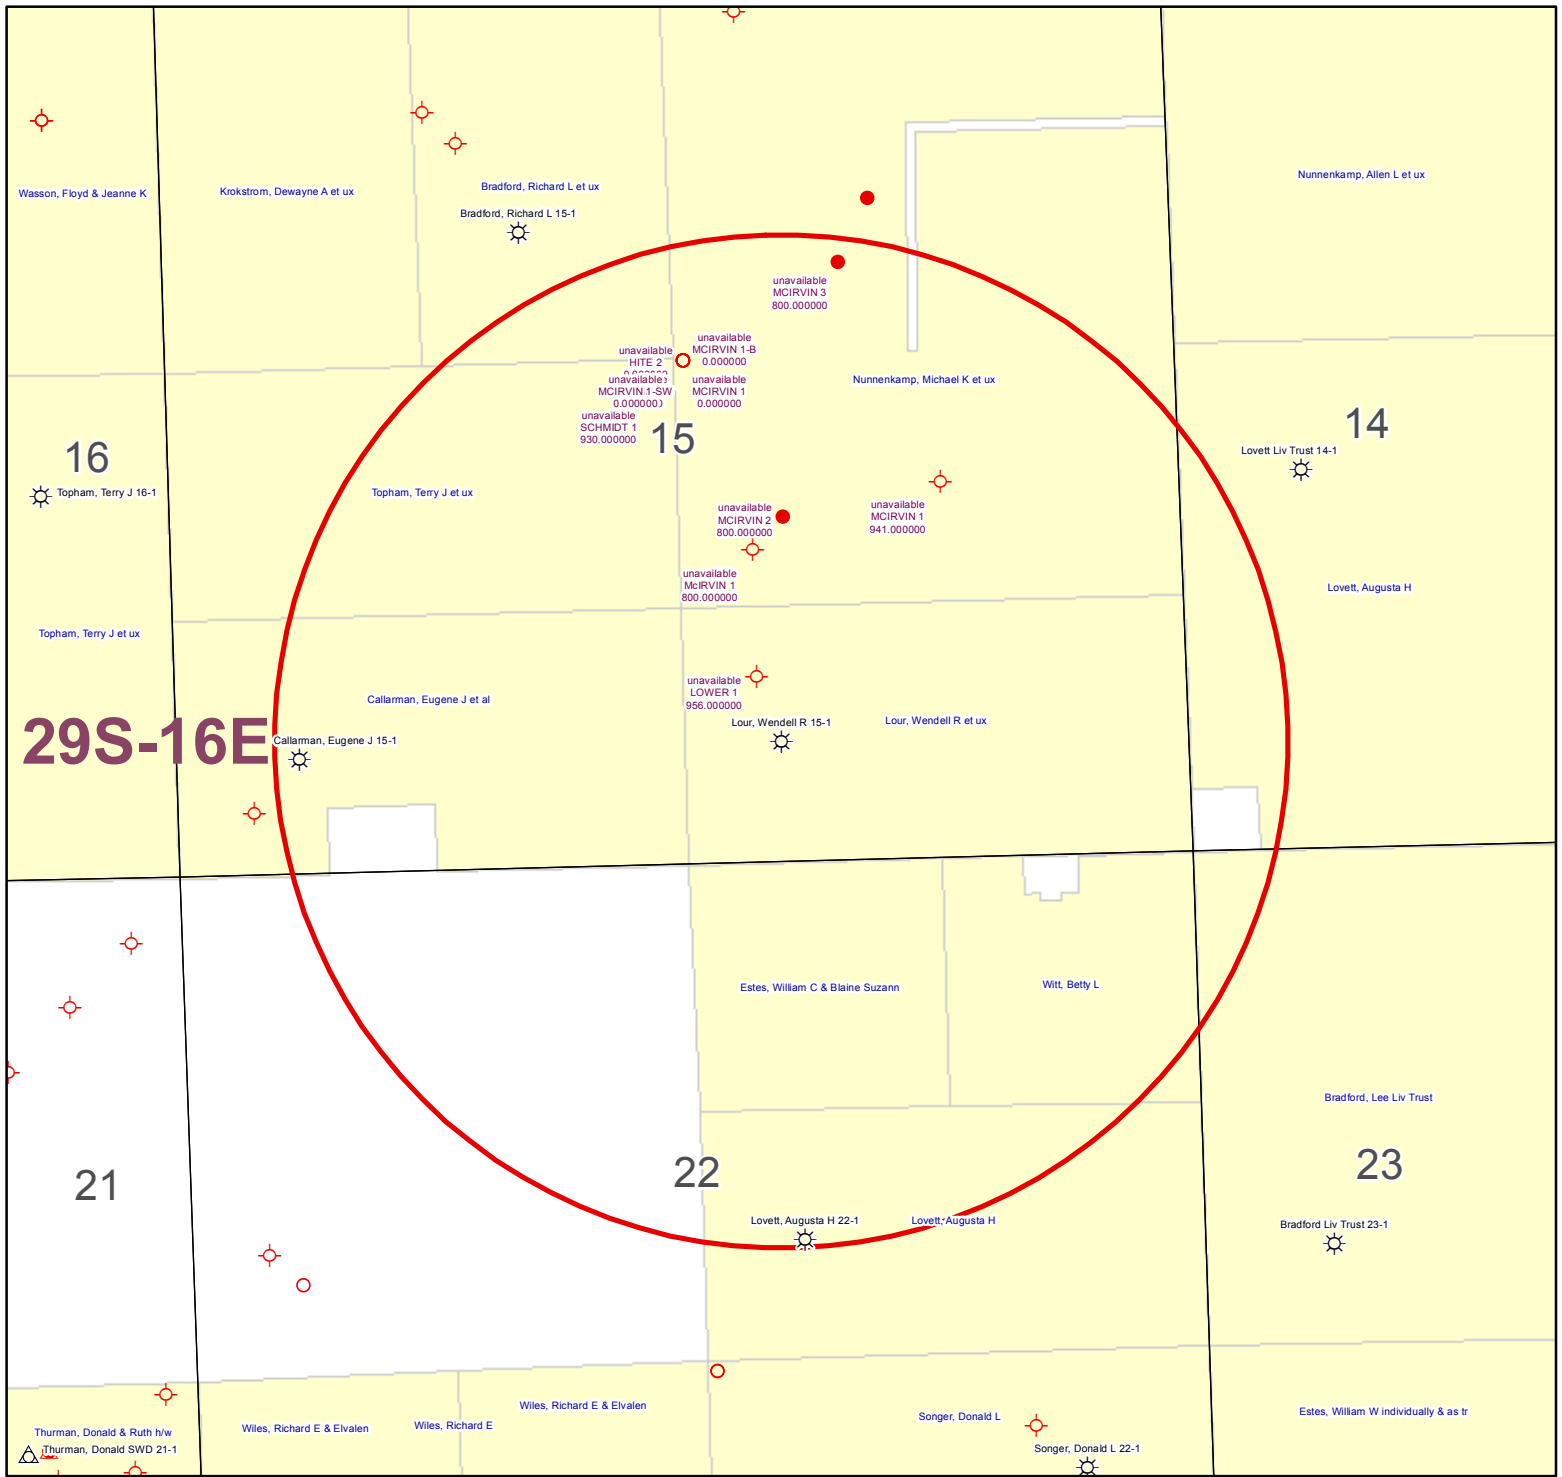 Nunnenkamp, Allen L et ux
Bradford, Richard L et ux
Krokstrom, Dewayne A et ux
Wasson, Floyd & Jeanne K
Bradford, Richard L 15-1
unavailable
MCIRVIN 3
800.000000
unavailable
MCIRVIN 1-B
0.000000
unavailable
HITE 2
unavailable
MCIRVIN 1-SW
0.000000
unavailable
MCIRVIN 1
0.000000
Nunnenkamp, Michael K et ux
unavailable
SCHMIDT 1
930.000000
15
14
16
Lovett Liv Trust 14-1
Topham, Terry J 16-1
Topham, Terry J et ux
unavailable
MCIRVIN 2
800.000000
unavailable
MCIRVIN 1
941.000000
unavailable
McIRVIN 1
800.000000
Lovett, Augusta H
Topham, Terry J et ux
unavailable
LOWER 1
956.000000
Callarman, Eugene J et al
Lour, Wendell R 15-1
Lour, Wendell R et ux
29S-16E
Callarman, Eugene J 15-1
Estes, William C & Blaine Suzann
Witt, Betty L
Bradford, Lee Liv Trust
21
22
23
Lovett, Augusta H 22-1
Lovett, Augusta H
Bradford Liv Trust 23-1
Wiles, Richard E & Elvalen
Songer, Donald L
Estes, William W individually & as tr
Thurman, Donald & Ruth h/w
Wiles, Richard E & Elvalen
Wiles, Richard E
Thurman, Donald SWD 21-1
Songer, Donald L 22-1